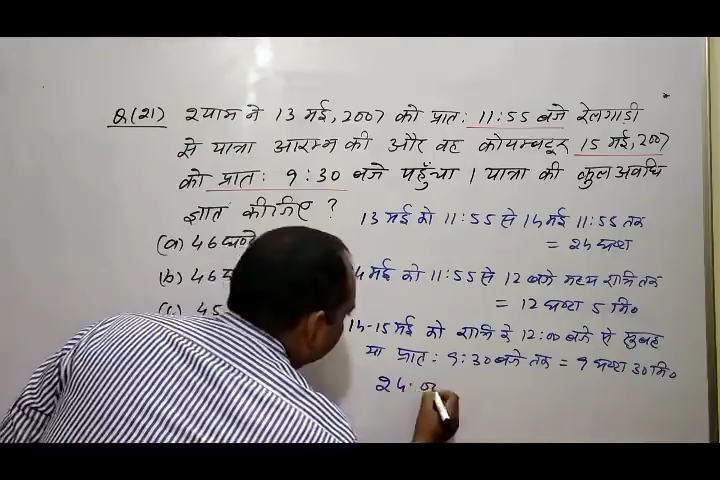 Q(21) श्याम ने 13 मई, 2007 को प्रात: 11:55 बजे रेलगाड़ी
से यात्रा आरम्भ की और वह कोयम्बटूर 15 मई, 2007
को प्रात: 9:30 बजे पहुँचा । यात्रा की कुल अवधि
ज्ञात कीजिए ?
13 मई को 11:55 से 14 मई 11:55 तक
= 24 घण्टा
(a) 46 घण्टे
(b) 46
4 मई को 11:55 से 12 बजे मध्य रात्रि तक
= 12 घण्टा 5 मि०
(c) 45
14-15 मई को रात्रि के 12:00 बजे से सुबह
या प्रात: 9:30 बजे तक = 9 घण्टा 30 मि०
24.0